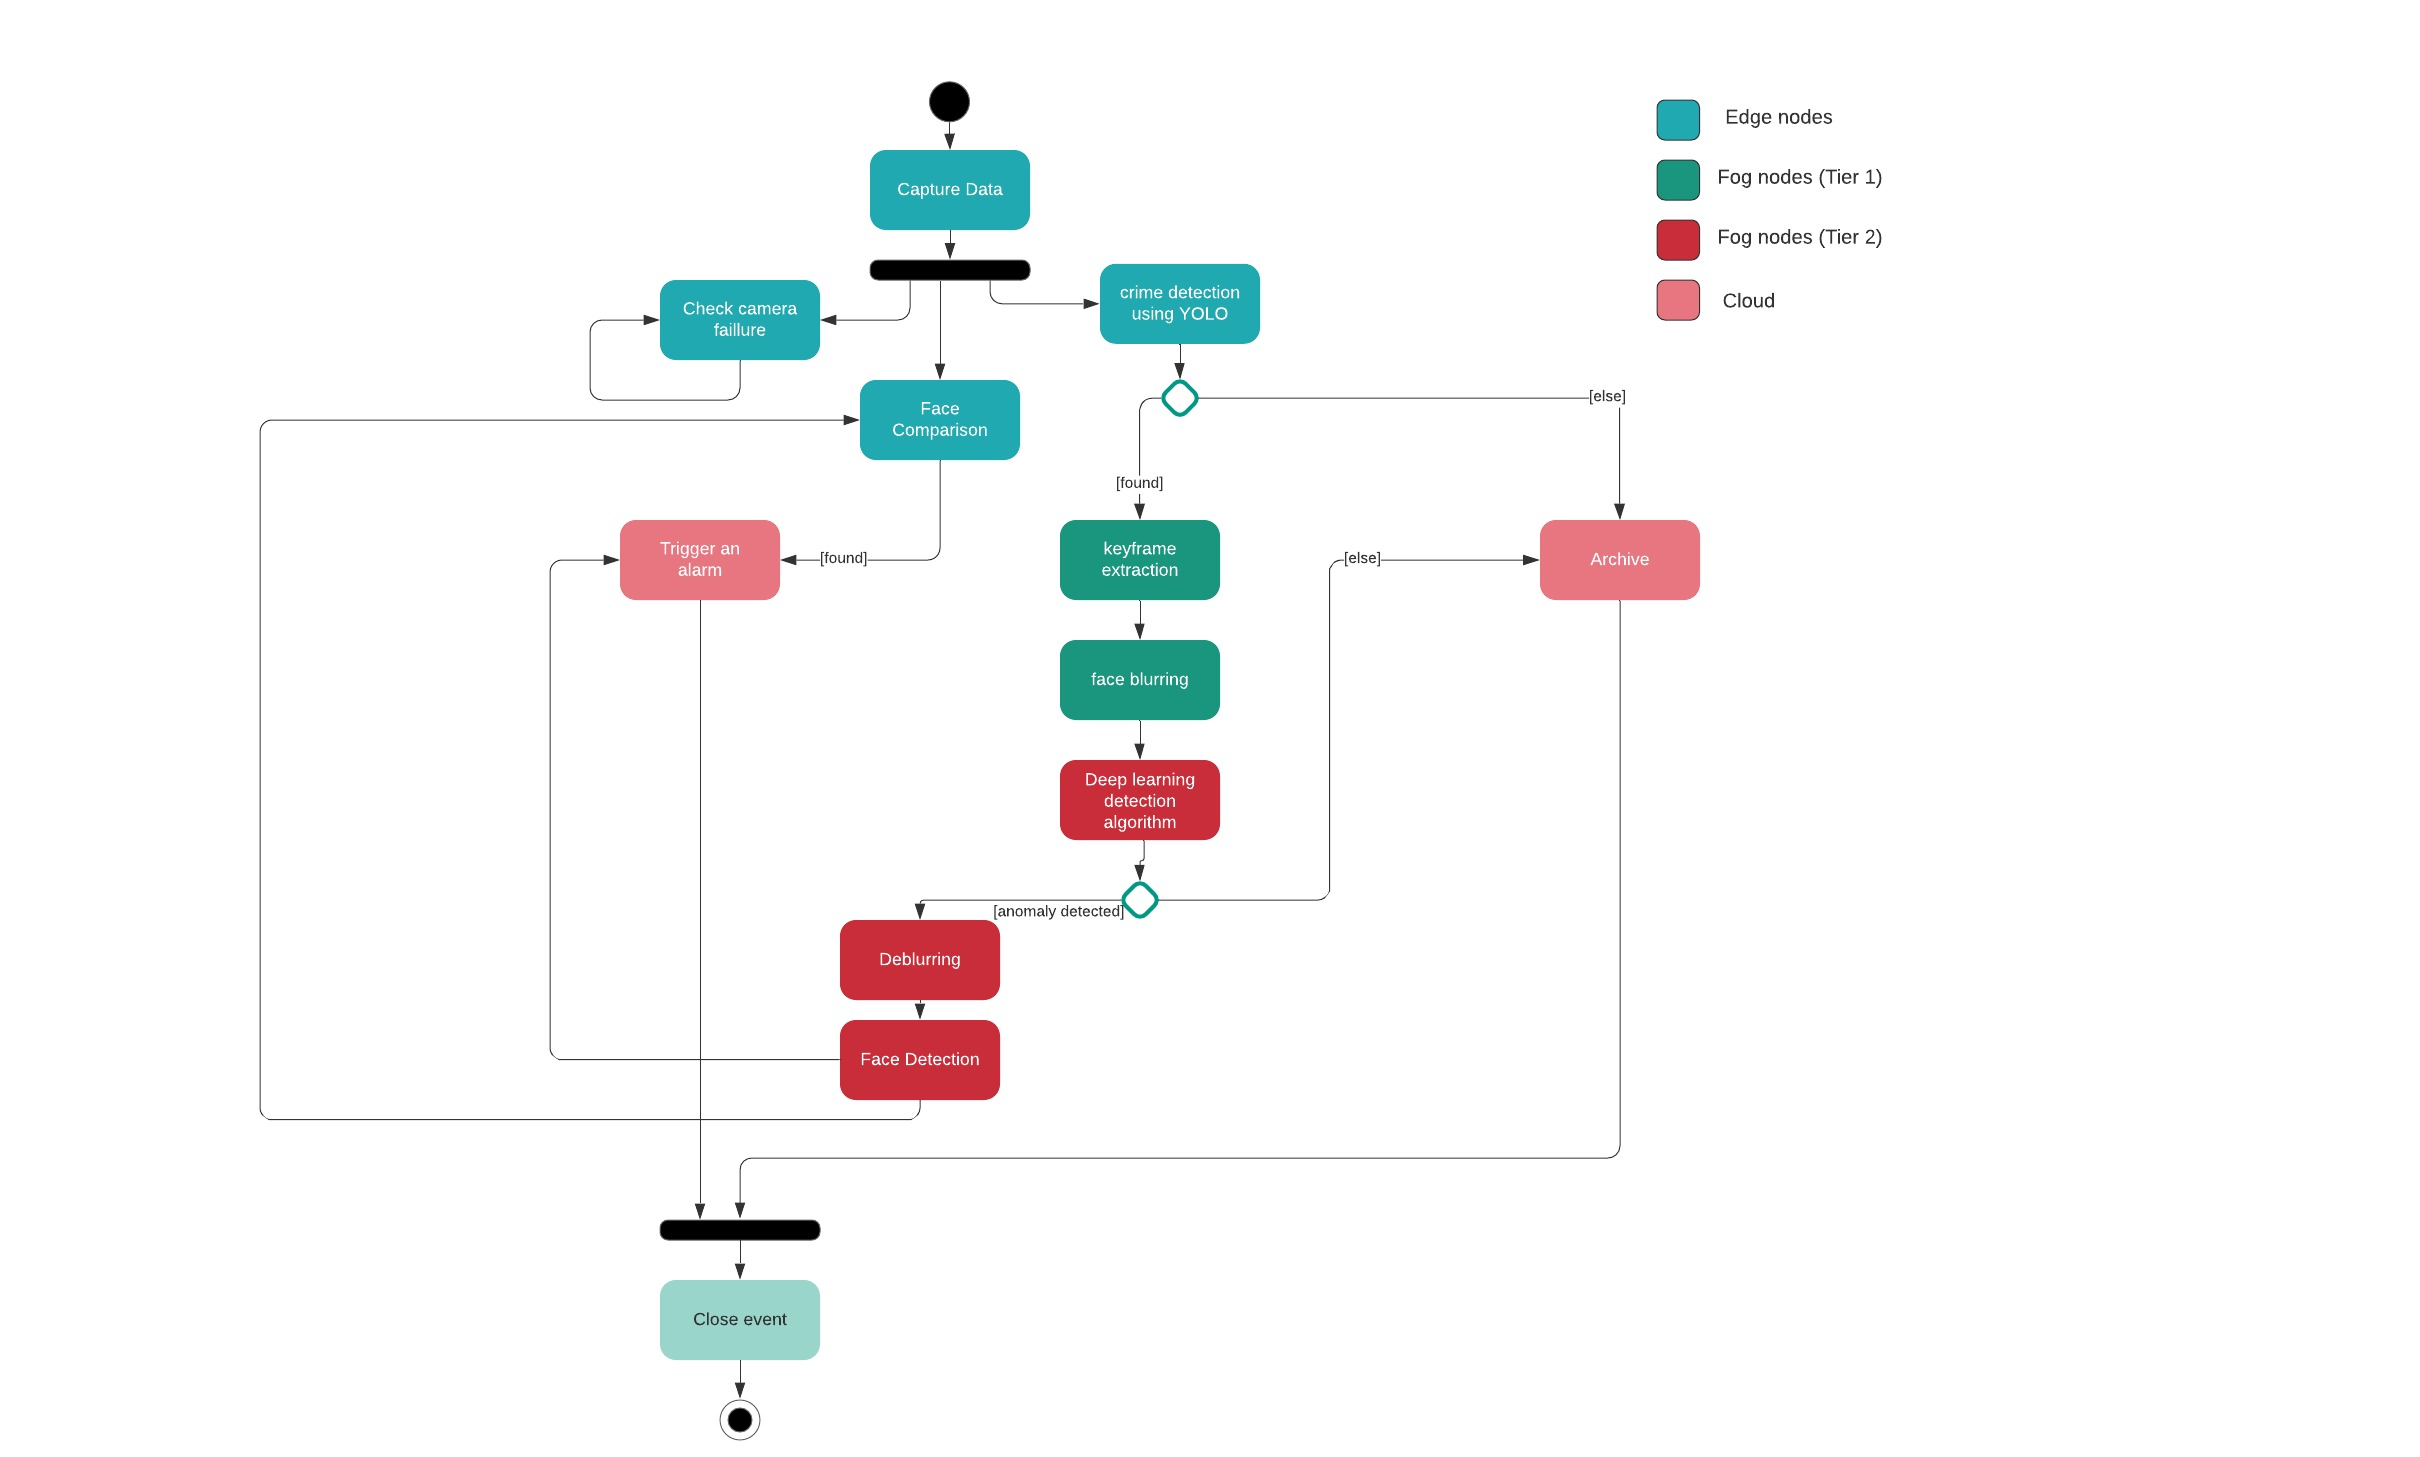 Edge nodes
Fog nodes (Tier 1)
Fog nodes (Tier 2)
Cloud
Capture Data
Check camera
faillure
crime detection
using YOLO
Face
Comparison
[else]
[found]
Trigger an
alarm
[found]
keyframe
extraction
[else]
Archive
face blurring
Deep learning
detection
algorithm
[anomaly detected]
Deblurring
Face Detection
Close event